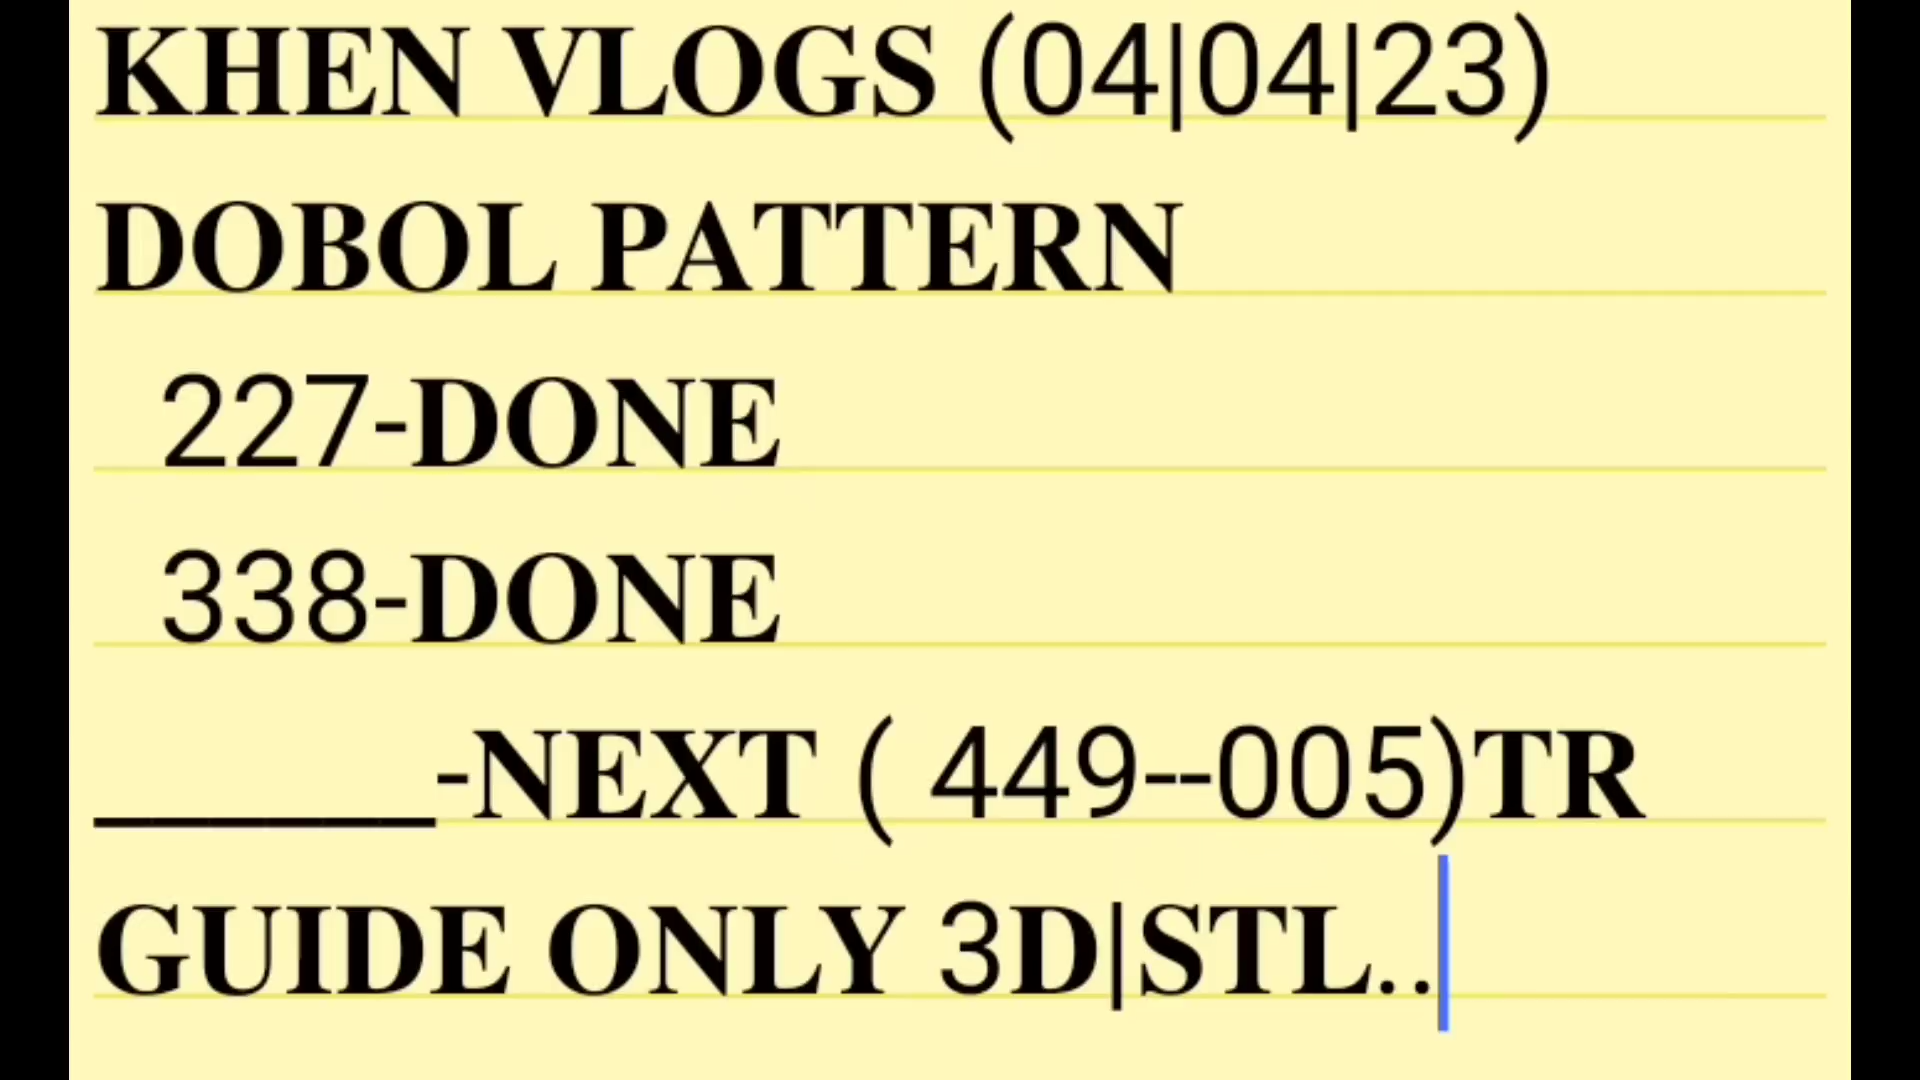 KHEN VLOGS (04|04|23)
DOBOL PATTERN
227-DONE
338-DONE
______-NEXT ( 449--005)TR
GUIDE ONLY 3D|STL..